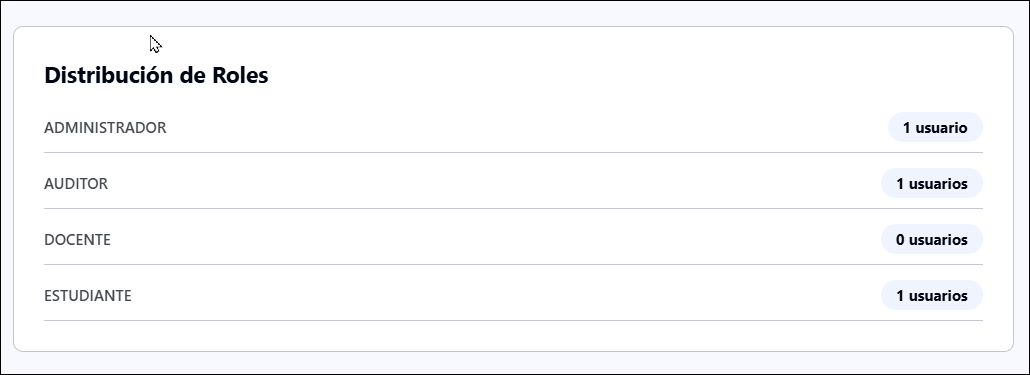 Distribución de Roles
ADMINISTRADOR 1 usuario
AUDITOR 1 usuarios
DOCENTE 0 usuarios
ESTUDIANTE 1 usuarios